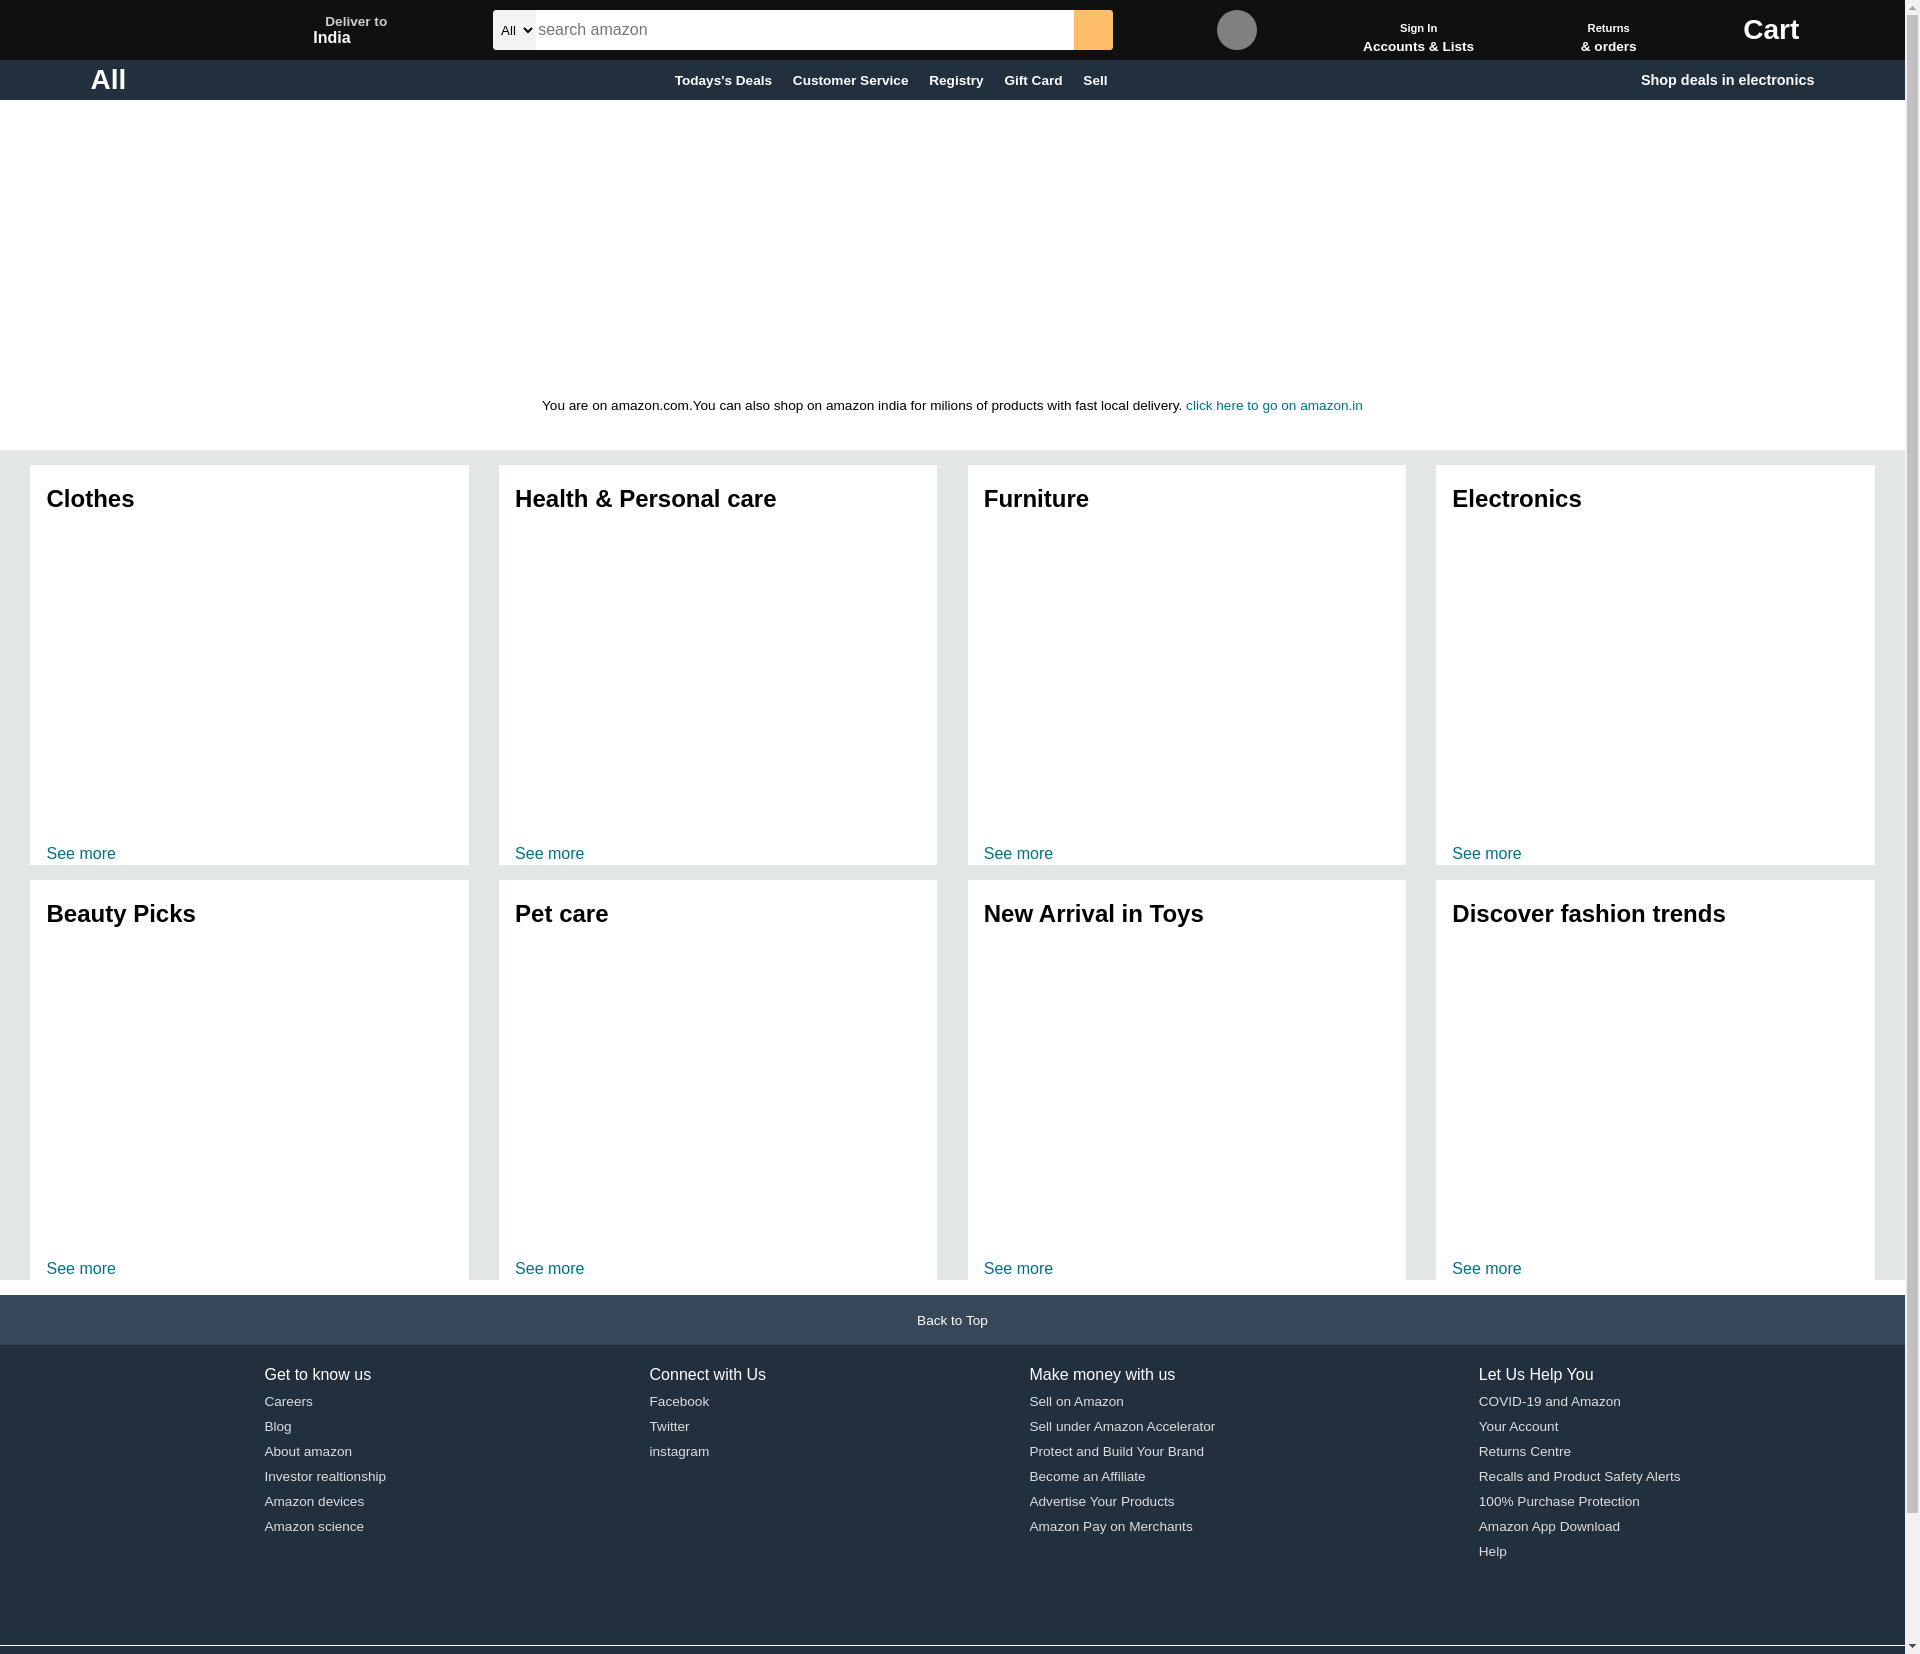 Deliver to
India
All
search amazon
Sign In
Accounts & Lists
Returns
& orders
Cart
All
Todays's Deals
Customer Service
Registry
Gift Card
Sell
Shop deals in electronics
You are on amazon.com.You can also shop on amazon india for milions of products with fast local delivery. click here to go on amazon.in
Clothes
See more
Health & Personal care
See more
Furniture
See more
Electronics
See more
Beauty Picks
See more
Pet care
See more
New Arrival in Toys
See more
Discover fashion trends
See more
Back to Top
Get to know us
Careers
Blog
About amazon
Investor realtionship
Amazon devices
Amazon science
Connect with Us
Facebook
Twitter
instagram
Make money with us
Sell on Amazon
Sell under Amazon Accelerator
Protect and Build Your Brand
Become an Affiliate
Advertise Your Products
Amazon Pay on Merchants
Let Us Help You
COVID-19 and Amazon
Your Account
Returns Centre
Recalls and Product Safety Alerts
100% Purchase Protection
Amazon App Download
Help